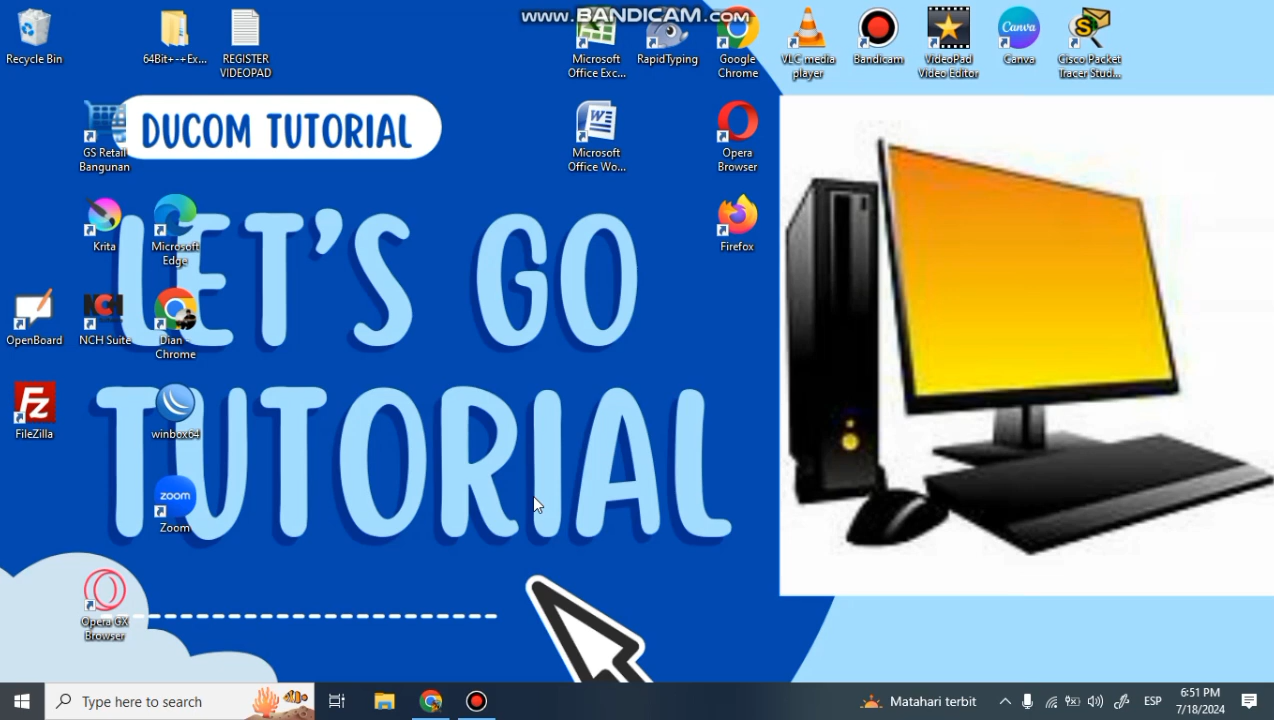 www.BANDICAM.com
Recycle Bin
64Bit+-+Ex...
REGISTER
VIDEOPAD
Microsoft
Office Exc...
RapidTyping
Google
Chrome
VLC media
player
Bandicam
VideoPad
Video Editor
Canva
Canva
Cisco Packet
Tracer Stud...
DUCOM TUTORIAL
GS Retail
Bangunan
Microsoft
Office Wo...
Opera
Browser
LET'S GO
Krita
Microsoft
Edge
Firefox
OpenBoard
NCH
NCH Suite
Dian -
Chrome
TUTORIAL
Fz
FileZilla
winbox64
zoom
Zoom
Opera GX
Browser
Type here to search
Matahari terbit
ESP
6:51 PM
7/18/2024